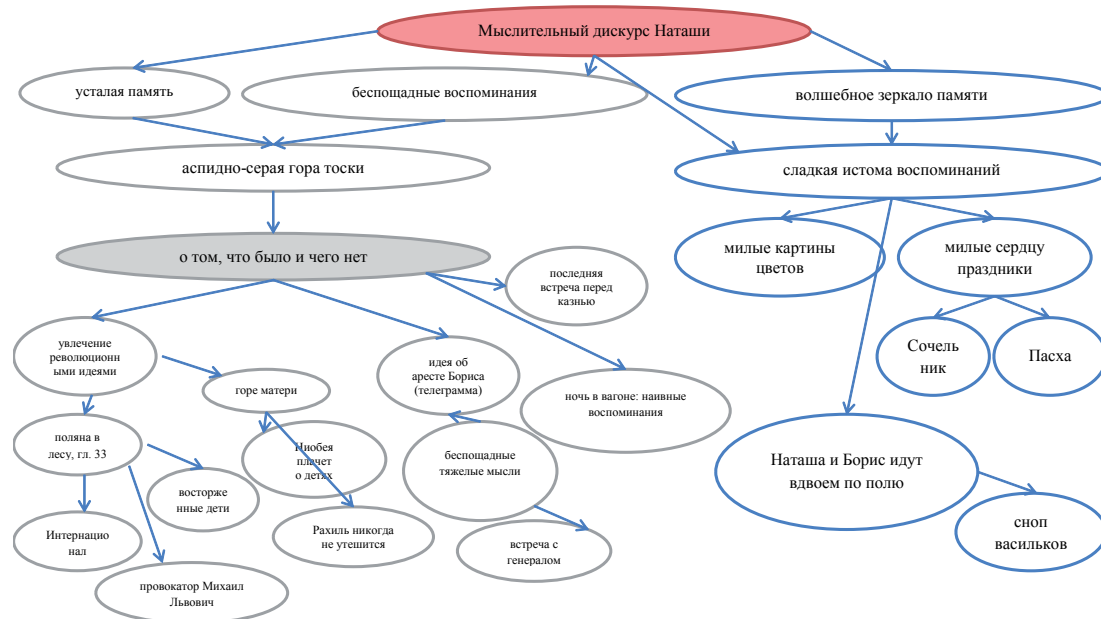 Мыслительный дискурс Наташи
усталая память
беспощадные воспоминания
волшебное зеркало памяти
аспидно-серая гора тоски
сладкая истома воспоминаний
о том, что было и чего нет
последняя
встреча перед
казнью
милые картины
цветов
милые сердцу
праздники
увлечение
революционн
ыми идеями
горе матери
идея об
аресте Бориса
(телеграмма)
ночь в вагоне: наивные
воспоминания
Сочель
ник
Пасха
поляна в
лесу, гл. 33
восторже
нные дети
Ниобея
плачет
о детях
беспощадные
тяжелые мысли
Наташа и Борис идут
вдвоем по полю
Интернацио
нал
Рахиль никогда
не утешится
встреча с
генералом
сноп
васильков
провокатор Михаил
Львович